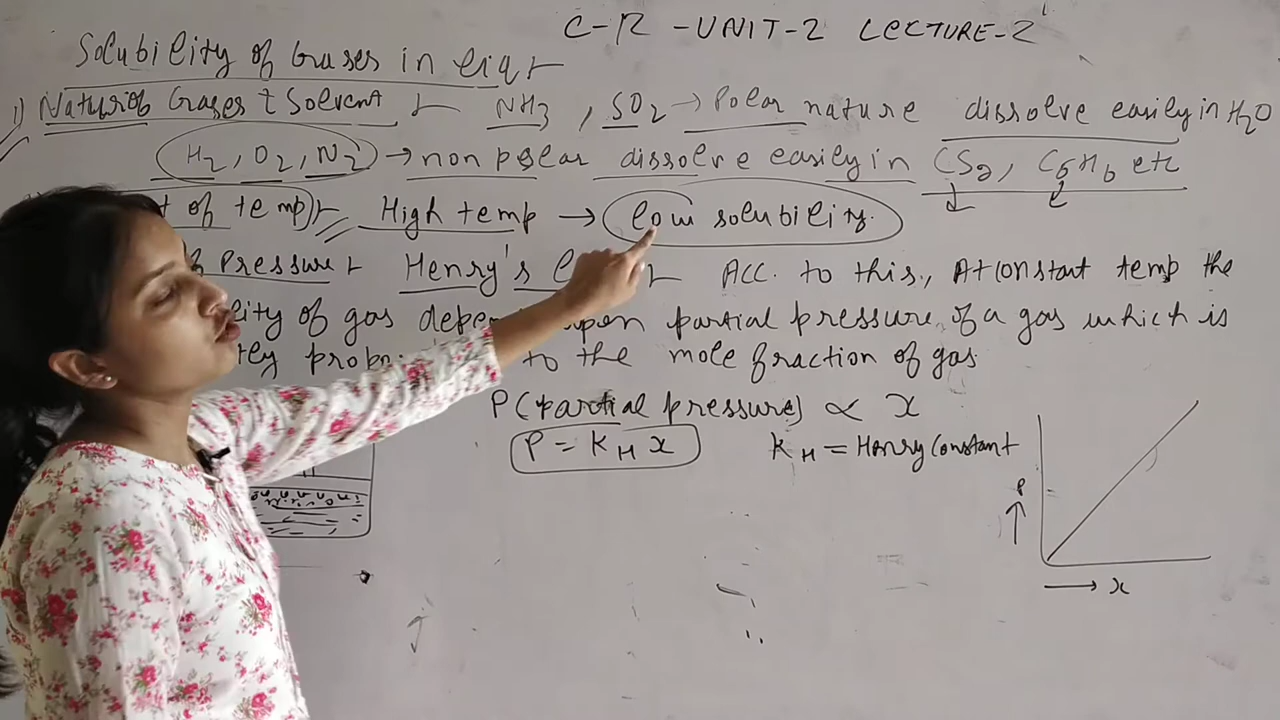 C-R -UNIT-2 LECTURE-2
Solubility of Gases in liq
1) Nature of Gases & Solvent NH3, SO2 → Polar nature dissolve easily in H2O
H2, O2, N2 → non polar dissolve easily in CS2, C6H6 etc
of temp High temp → low solubility.
of Pressure Henry's Acc. to this, At constant temp the
of gas upon partial pressure of a gas which is
to the mole fraction of gas
P (partial pressure) ∝ x
P = KH x KH = Henry Constant
P
x